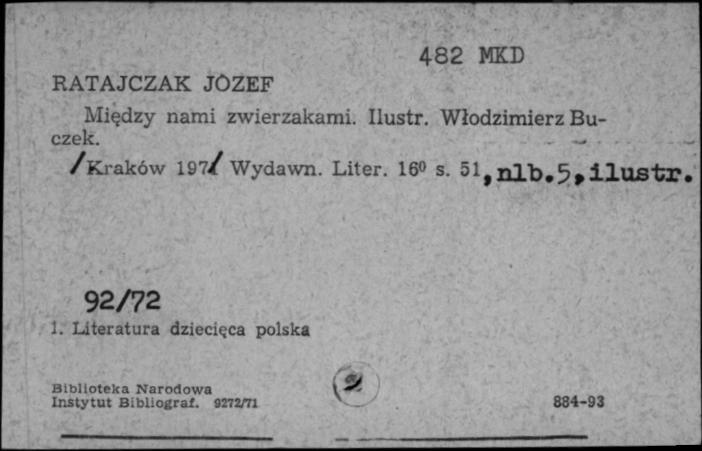 482 MKD
RATAJCZAK JÓZEF
Między nami zwierzakami. Ilustr. Włodzimierz Bu-
czek.
/Kraków 1971/ Wydawn. Liter. 16⁰ s. 51, nlb.5, ilustr.
92/72
1. Literatura dziecięca polska
2
Biblioteka Narodowa
Instytut Bibliograf. 9272/71
884-93